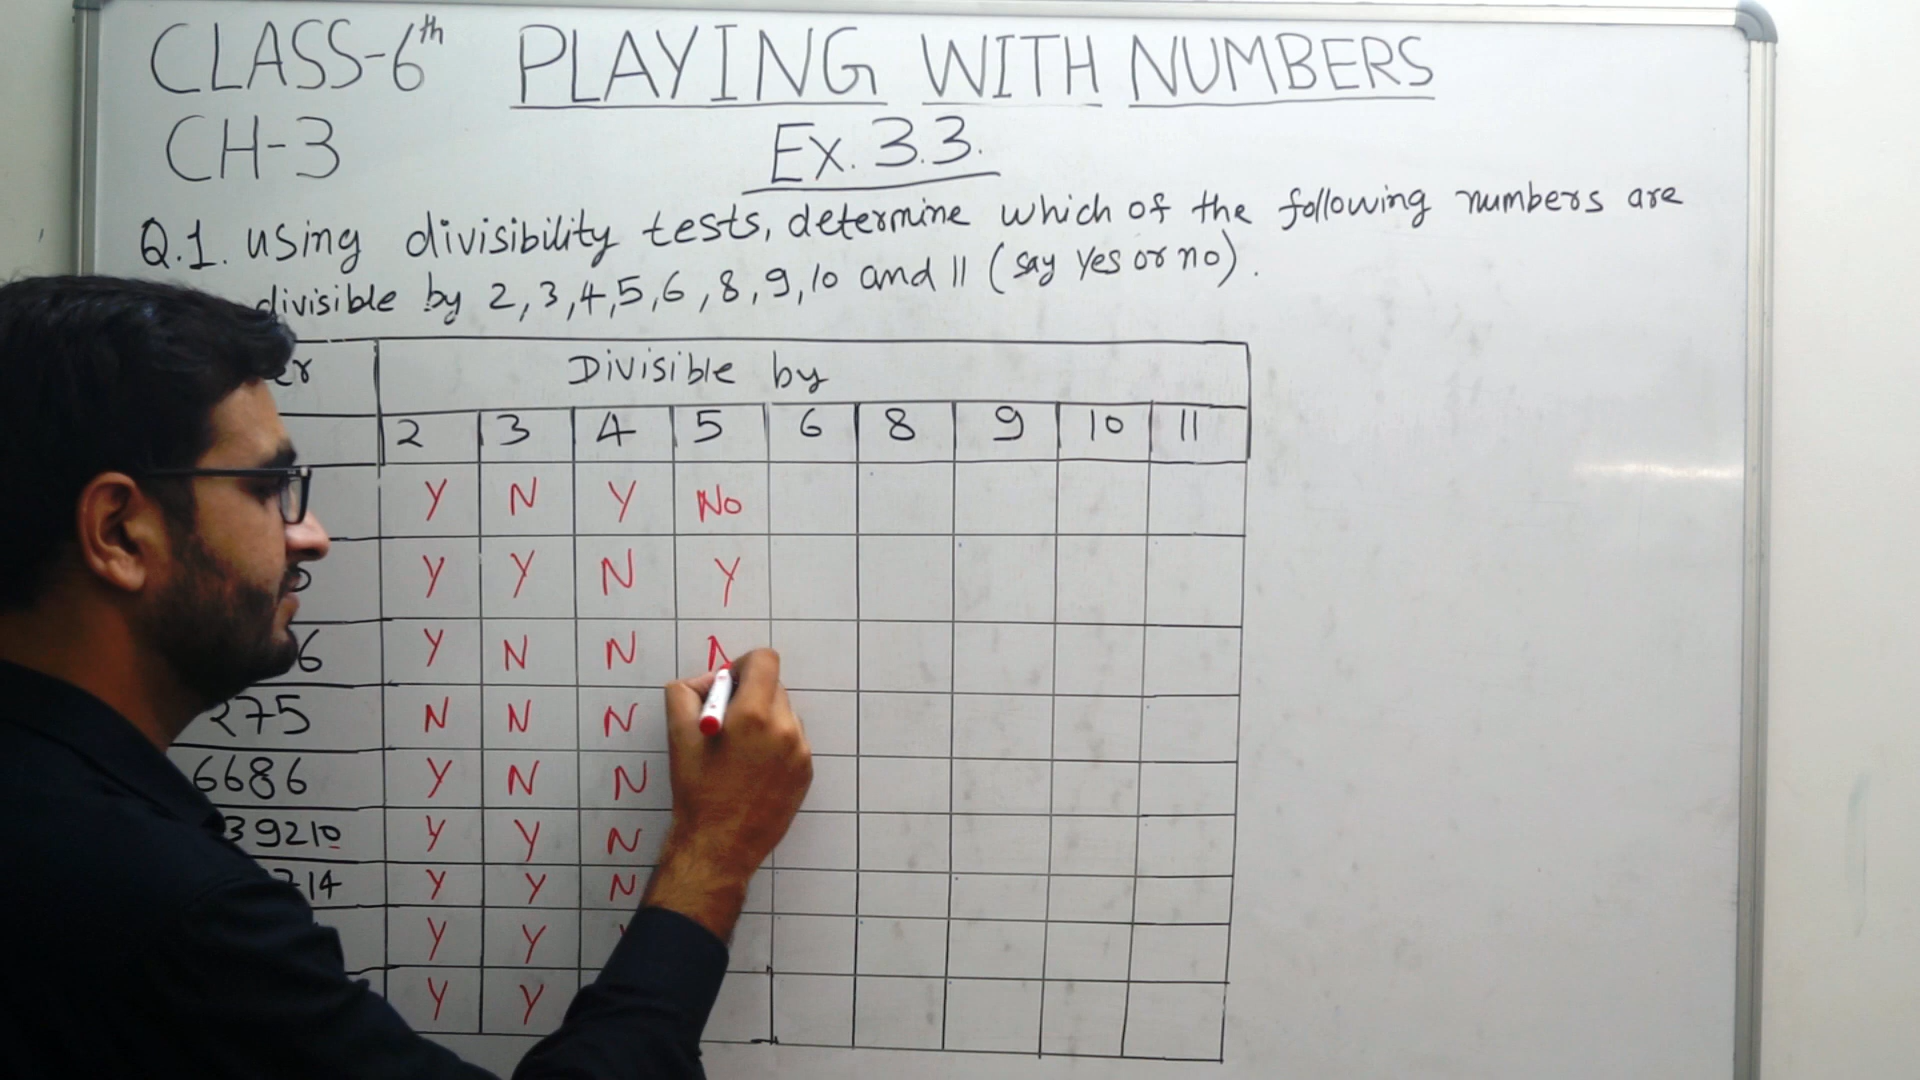 CLASS-6th PLAYING WITH NUMBERS
CH-3 Ex. 3.3.
Q.1. Using divisibility tests, determine which of the following numbers are
divisible by 2, 3, 4, 5, 6, 8, 9, 10 and 11 (say Yes or no).
Divisible by
2 3 4 5 6 8 9 10 11
Y N Y No
Y Y N Y
6 Y N N
275 N N N
6686 Y N N
39210 Y Y N
714 Y Y N
Y Y
Y Y